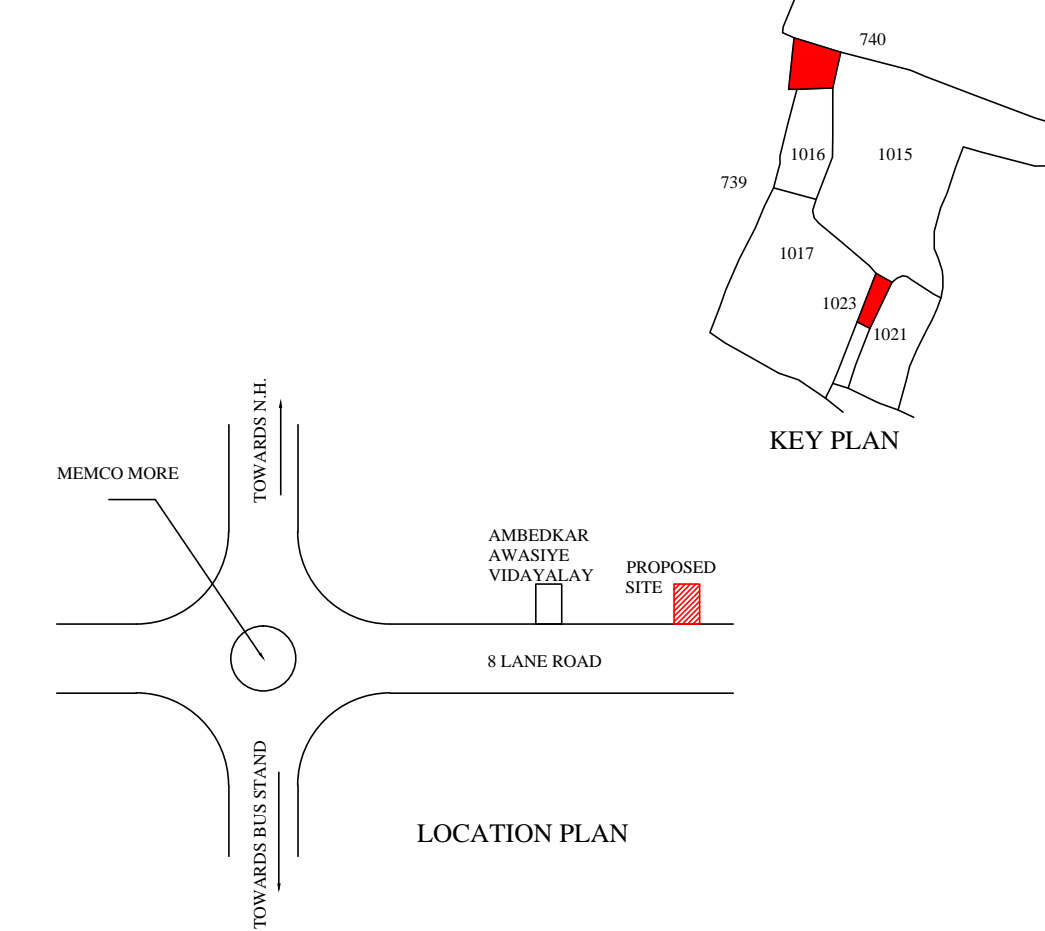 740
1016
1015
739
1017
1023
1021
KEY PLAN
TOWARDS N.H.
MEMCO MORE
AMBEDKAR
AWASIYE
VIDAYALAY
PROPOSED
SITE
8 LANE ROAD
TOWARDS BUS STAND
LOCATION PLAN